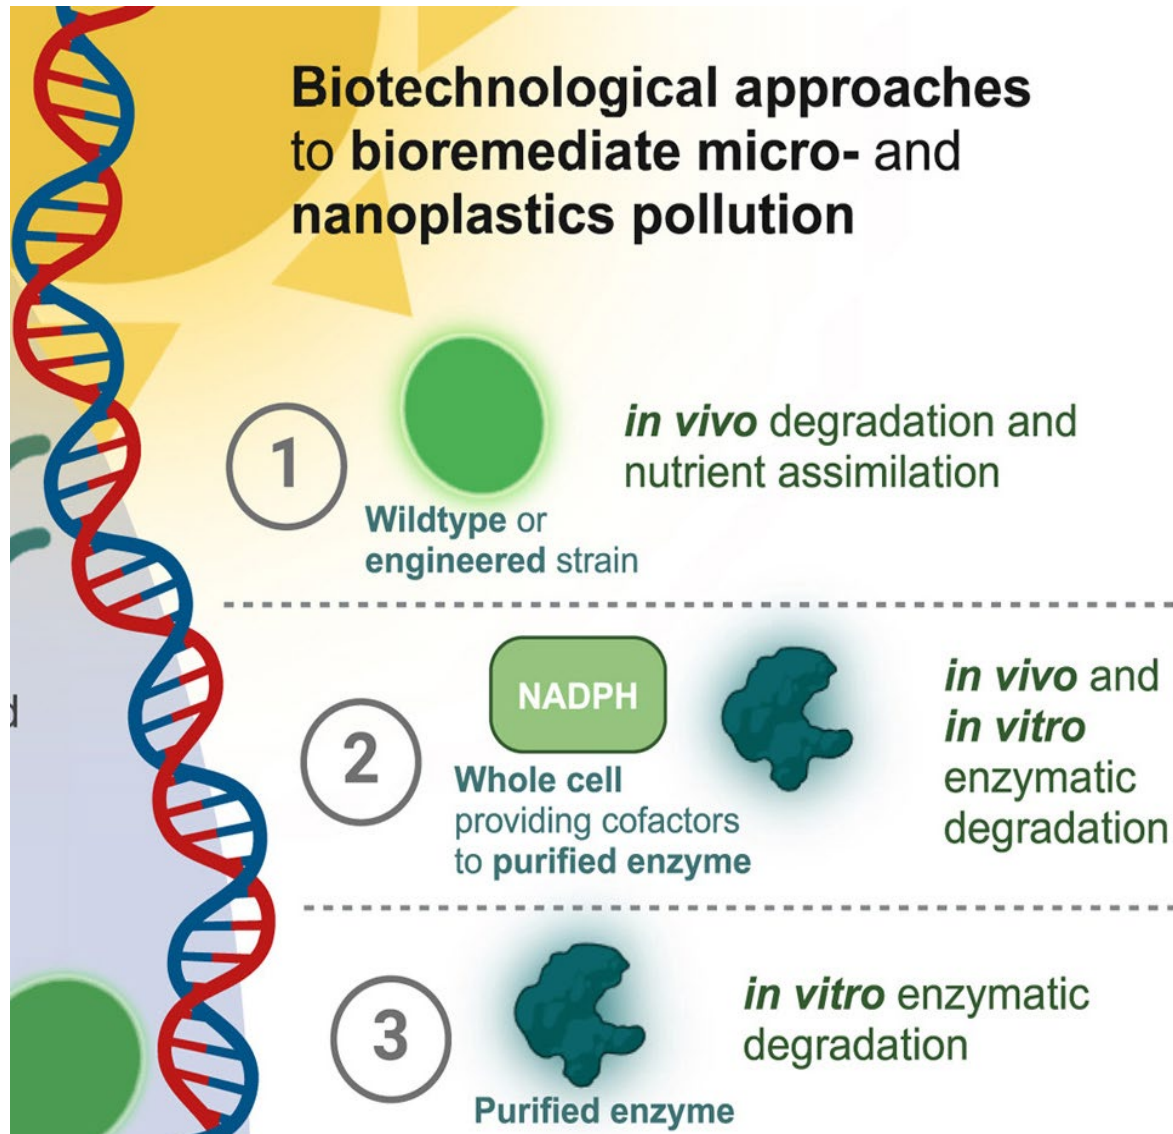 Biotechnological approaches
to bioremediate micro- and
nanoplastics pollution
1
Wildtype or
engineered strain
in vivo degradation and
nutrient assimilation
2
NADPH
Whole cell
providing cofactors
to purified enzyme
in vivo and
in vitro
enzymatic
degradation
3
Purified enzyme
in vitro enzymatic
degradation